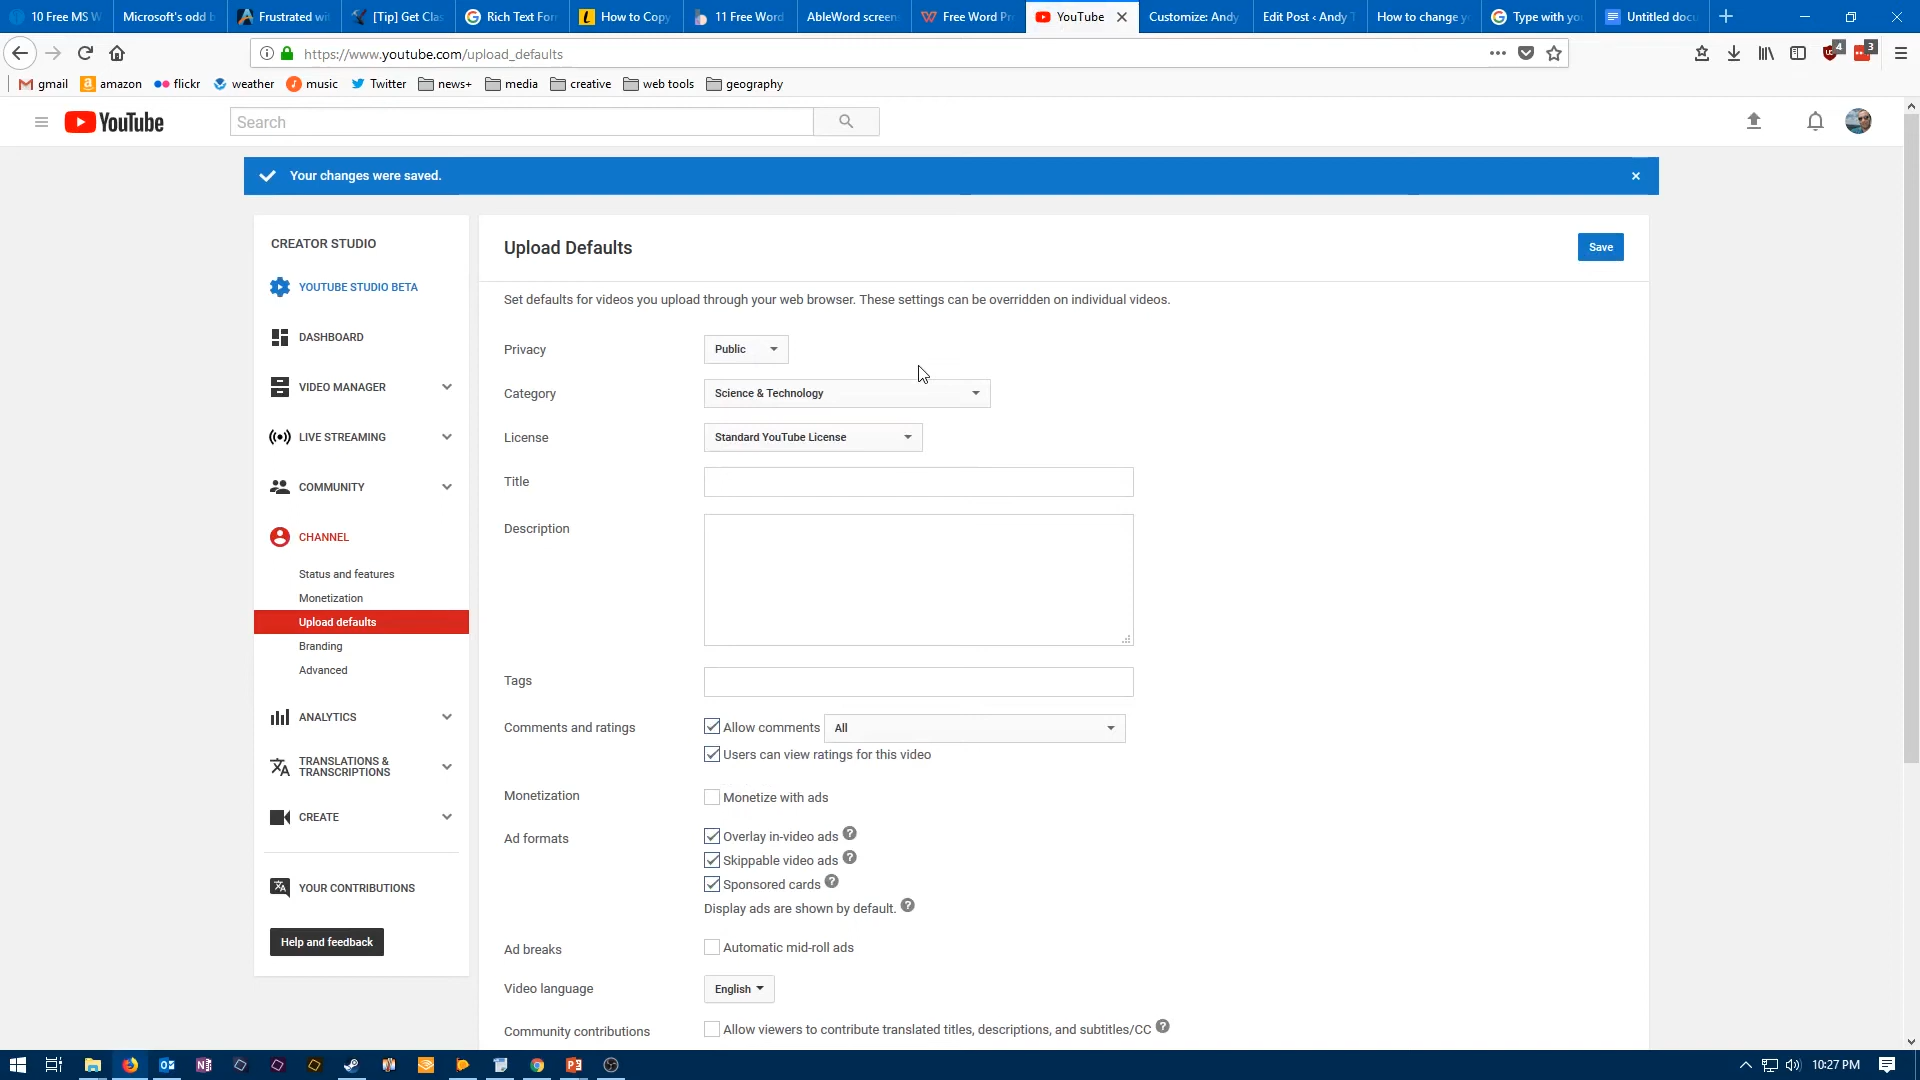 10 Free MS W
Microsoft's odd b
Frustrated wi
[Tip] Get Clas
Rich Text For
How to Copy
11 Free Word
AbleWord screen
Free Word Pr
YouTube
Customize: Andy
Edit Post ‹ Andy T
How to change y
Type with yo
Untitled docu
https://www.youtube.com/upload_defaults
4
3
gmail
amazon
flickr
weather
music
Twitter
news+
media
creative
web tools
geography
YouTube
Search
Your changes were saved.
CREATOR STUDIO
YOUTUBE STUDIO BETA
DASHBOARD
VIDEO MANAGER
LIVE STREAMING
COMMUNITY
CHANNEL
Status and features
Monetization
Upload defaults
Branding
Advanced
ANALYTICS
TRANSLATIONS &
TRANSCRIPTIONS
CREATE
YOUR CONTRIBUTIONS
Help and feedback
Upload Defaults
Save
Set defaults for videos you upload through your web browser. These settings can be overridden on individual videos.
Privacy
Public
Category
Science & Technology
License
Standard YouTube License
Title
Description
Tags
Comments and ratings
Allow comments
All
Users can view ratings for this video
Monetization
Monetize with ads
Ad formats
Overlay in-video ads ?
Skippable video ads ?
Sponsored cards ?
Display ads are shown by default. ?
Ad breaks
Automatic mid-roll ads
Video language
English
Community contributions
Allow viewers to contribute translated titles, descriptions, and subtitles/CC ?
10:27 PM